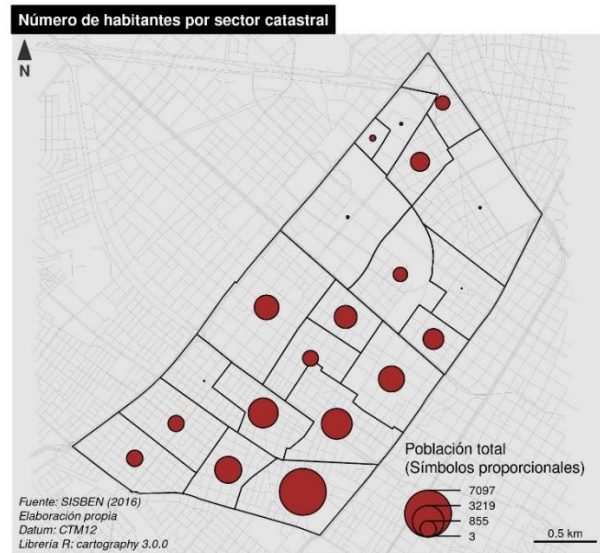 Número de habitantes por sector catastral
N
Población total
(Símbolos proporcionales)
7097
3219
855
3
Fuente: SISBEN (2016)
Elaboración propia
Datum: CTM12
Librería R: cartography 3.0.0
0.5 km